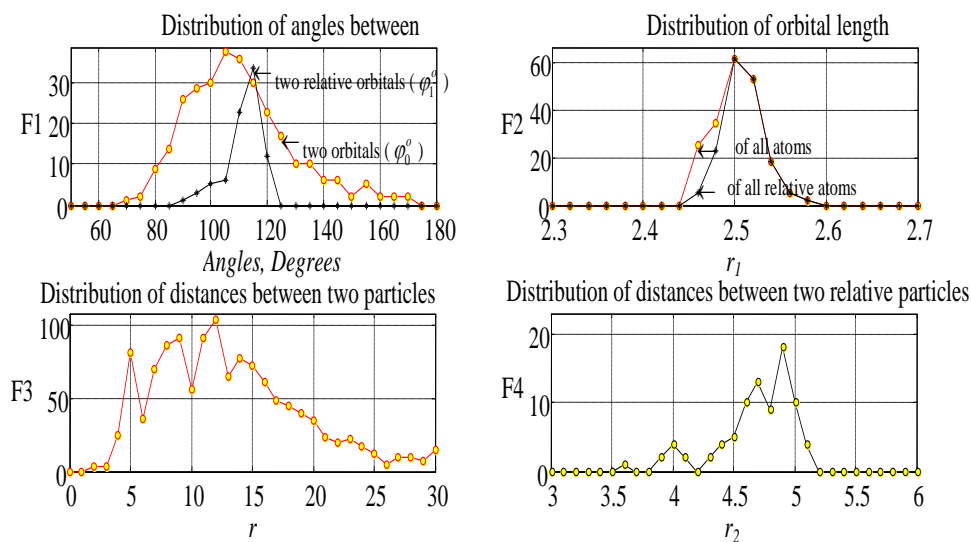 Distribution of angles between
F1
30
20
10
0
two relative orbitals ( φ₁ᵒ )
two orbitals ( φ₀ᵒ )
60 80 100 120 140 160 180
Angles, Degrees
Distribution of orbital length
F2
60
40
20
0
of all atoms
of all relative atoms
2.3 2.4 2.5 2.6 2.7
r₁
Distribution of distances between two particles
F3
100
50
0
0 5 10 15 20 25 30
r
Distribution of distances between two relative particles
F4
20
10
0
3 3.5 4 4.5 5 5.5 6
r₂